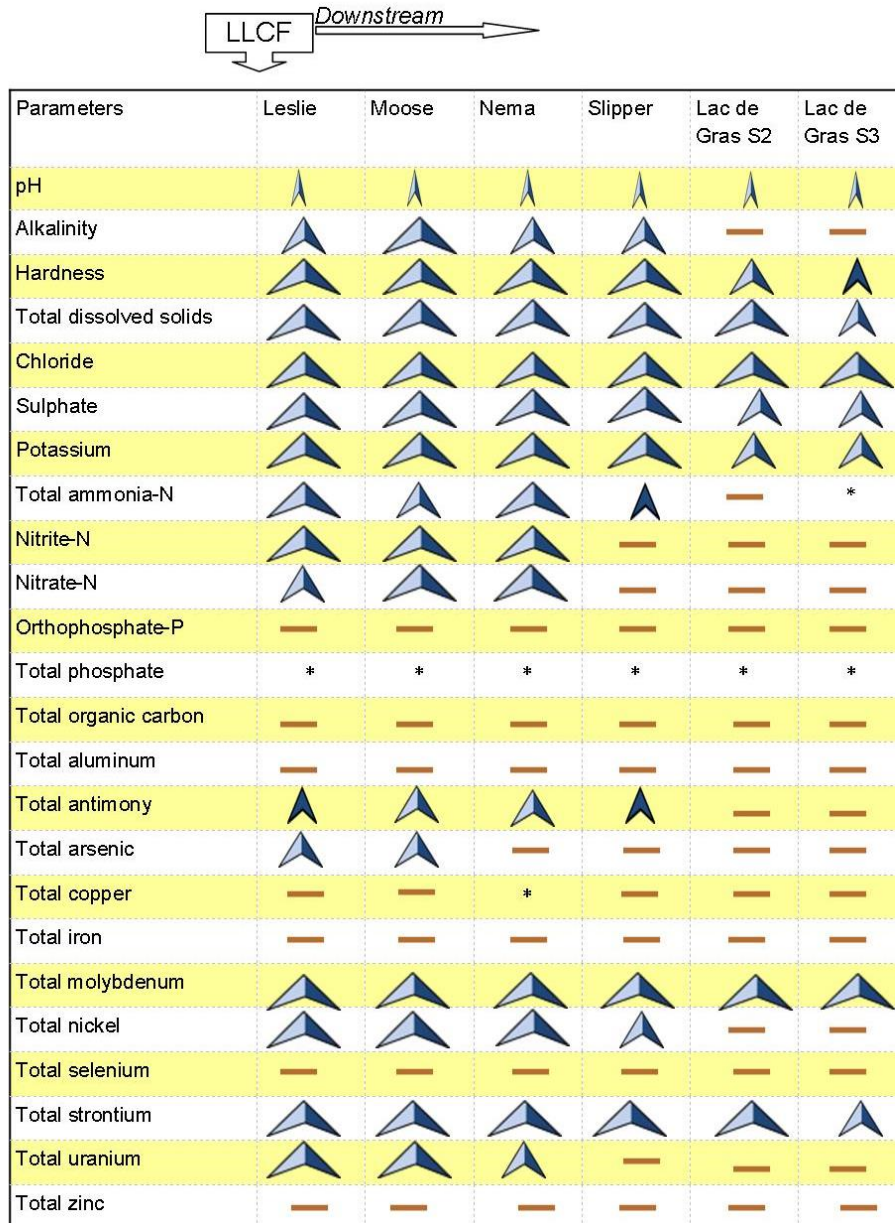 Downstream
LLCF
Parameters Leslie Moose Nema Slipper Lac de Gras S2 Lac de Gras S3
pH
Alkalinity
Hardness
Total dissolved solids
Chloride
Sulphate
Potassium
Total ammonia-N *
Nitrite-N
Nitrate-N
Orthophosphate-P
Total phosphate * * * * * *
Total organic carbon
Total aluminum
Total antimony
Total arsenic
Total copper *
Total iron
Total molybdenum
Total nickel
Total selenium
Total strontium
Total uranium
Total zinc